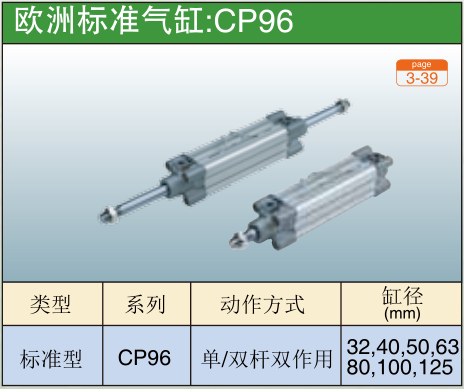 欧洲标准气缸:CP96
page
3-39
类型 系列 动作方式 缸径
(mm)
标准型 CP96 单/双杆双作用 32,40,50,63
80,100,125